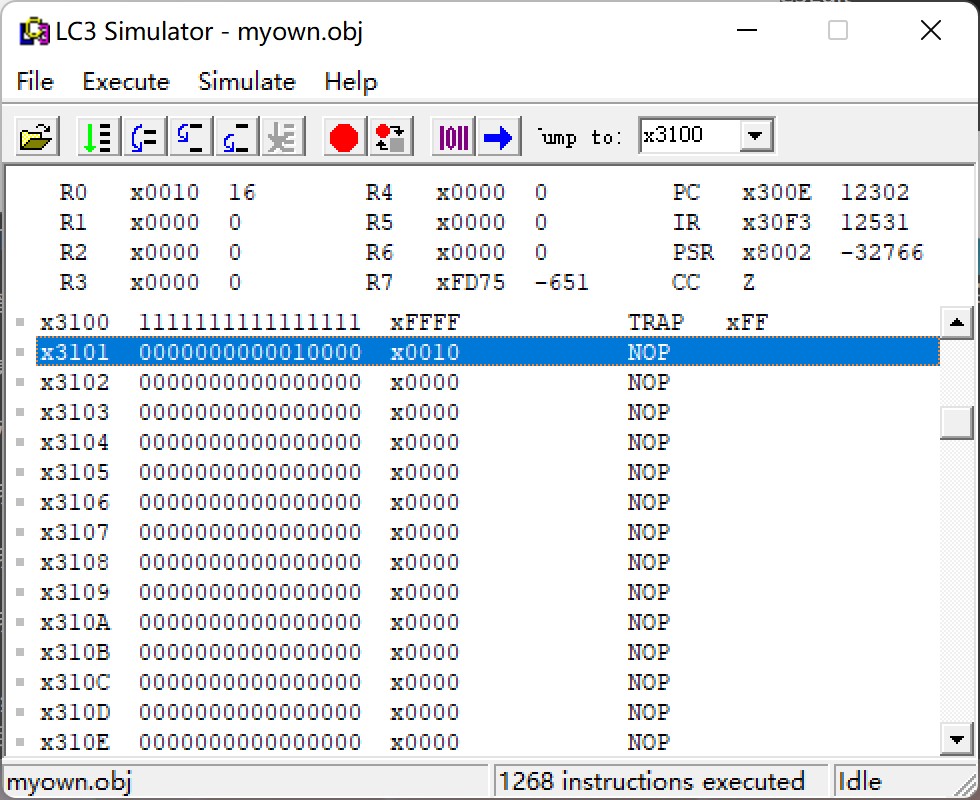 LC3 Simulator - myown.obj
File Execute Simulate Help
Jump to: x3100
R0 x0010 16 R4 x0000 0 PC x300E 12302
R1 x0000 0 R5 x0000 0 IR x30F3 12531
R2 x0000 0 R6 x0000 0 PSR x8002 -32766
R3 x0000 0 R7 xFD75 -651 CC Z
x3100 1111111111111111 xFFFF TRAP xFF
x3101 0000000000010000 x0010 NOP
x3102 0000000000000000 x0000 NOP
x3103 0000000000000000 x0000 NOP
x3104 0000000000000000 x0000 NOP
x3105 0000000000000000 x0000 NOP
x3106 0000000000000000 x0000 NOP
x3107 0000000000000000 x0000 NOP
x3108 0000000000000000 x0000 NOP
x3109 0000000000000000 x0000 NOP
x310A 0000000000000000 x0000 NOP
x310B 0000000000000000 x0000 NOP
x310C 0000000000000000 x0000 NOP
x310D 0000000000000000 x0000 NOP
x310E 0000000000000000 x0000 NOP
myown.obj 1268 instructions executed Idle